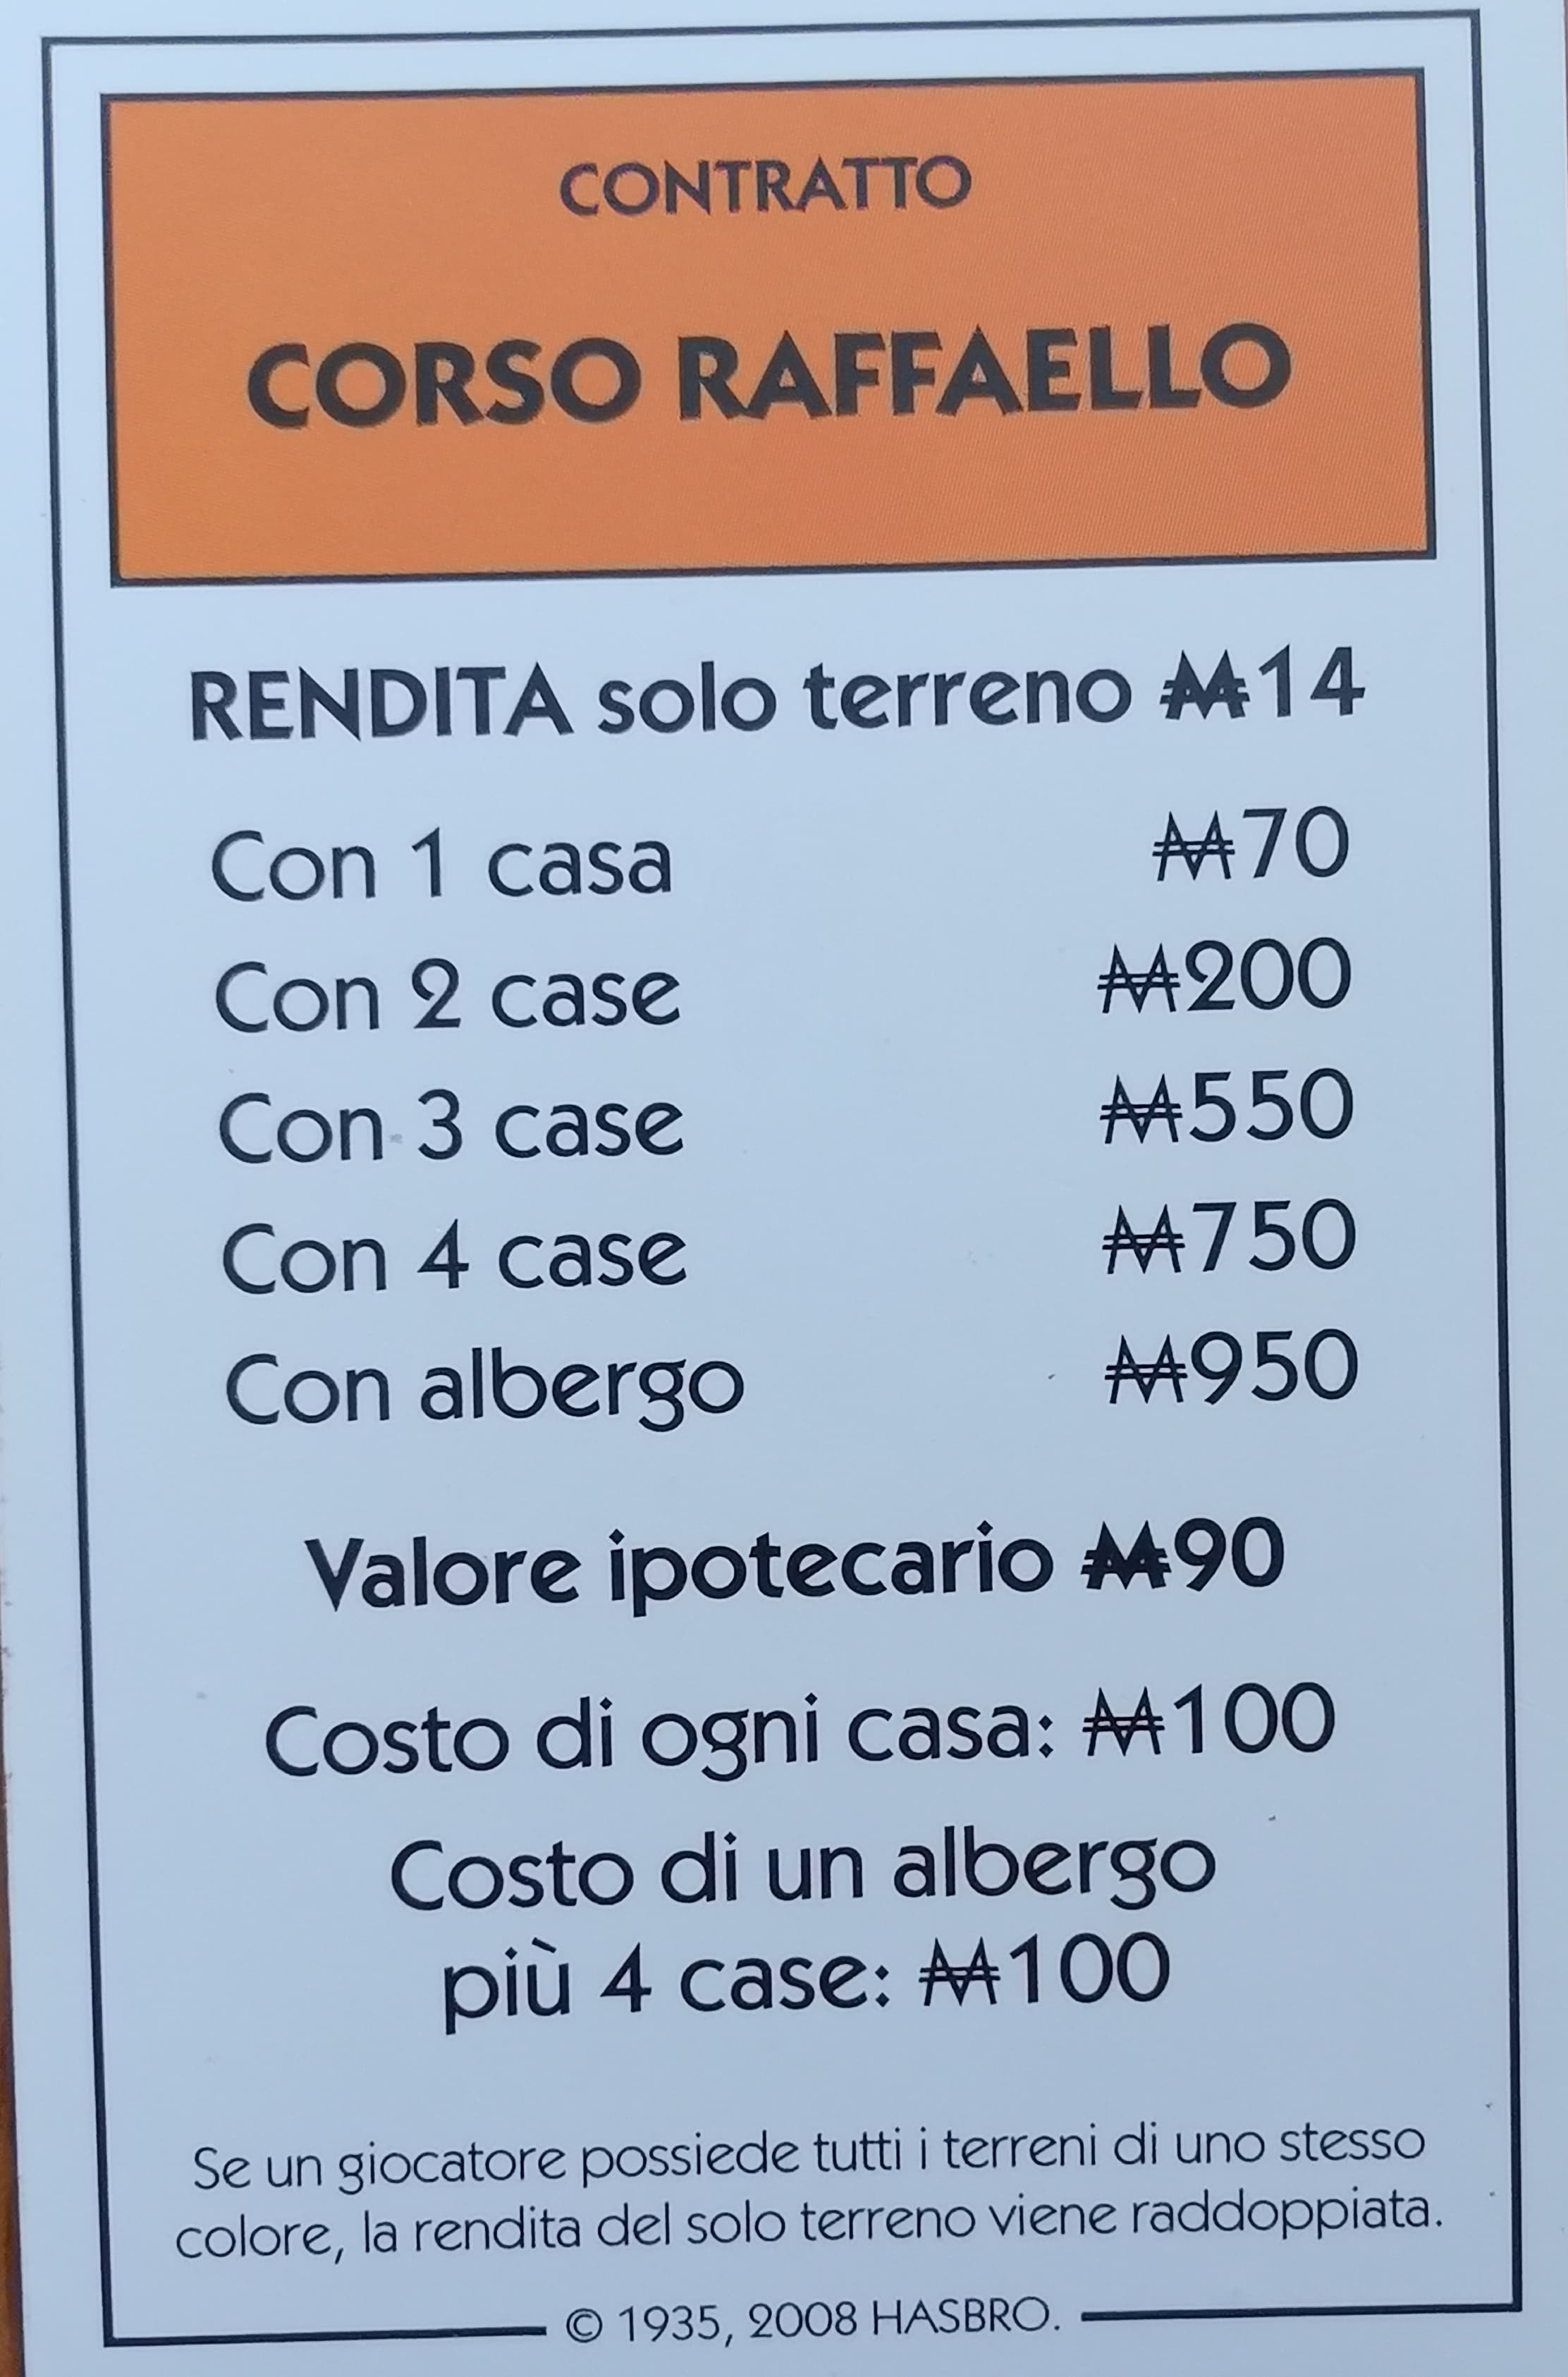 CONTRATTO
CORSO RAFFAELLO
RENDITA solo terreno ₩14
Con 1 casa ₩70
Con 2 case ₩200
Con 3 case ₩550
Con 4 case ₩750
Con albergo ₩950
Valore ipotecario ₩90
Costo di ogni casa: ₩100
Costo di un albergo
più 4 case: ₩100
Se un giocatore possiede tutti i terreni di uno stesso
colore, la rendita del solo terreno viene raddoppiata.
© 1935, 2008 HASBRO.